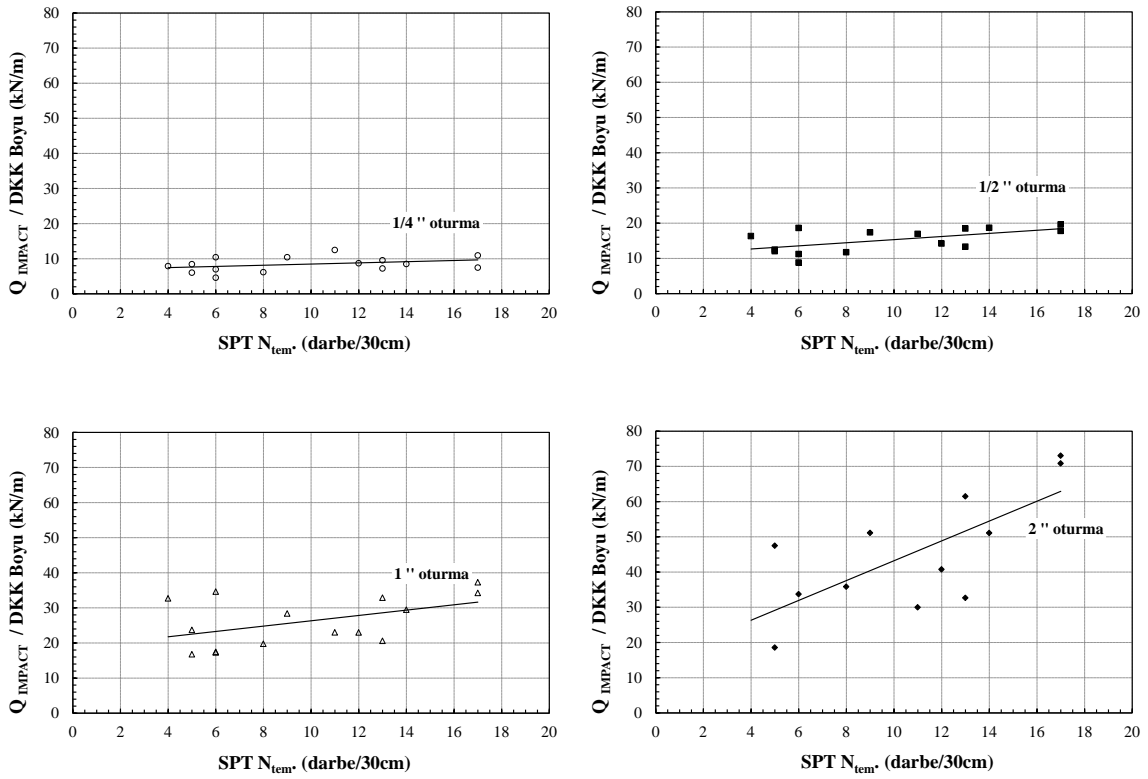 80
70
60
50
40
30
20
10
0
Q IMPACT / DKK Boyu (kN/m)
1/4 '' oturma
0 2 4 6 8 10 12 14 16 18 20
SPT Ntem. (darbe/30cm)
80
70
60
50
40
30
20
10
0
Q IMPACT / DKK Boyu (kN/m)
1/2 '' oturma
0 2 4 6 8 10 12 14 16 18 20
SPT Ntem. (darbe/30cm)
80
70
60
50
40
30
20
10
0
Q IMPACT / DKK Boyu (kN/m)
1 '' oturma
0 2 4 6 8 10 12 14 16 18 20
SPT Ntem. (darbe/30cm)
80
70
60
50
40
30
20
10
0
Q IMPACT / DKK Boyu (kN/m)
2 '' oturma
0 2 4 6 8 10 12 14 16 18 20
SPT Ntem. (darbe/30cm)